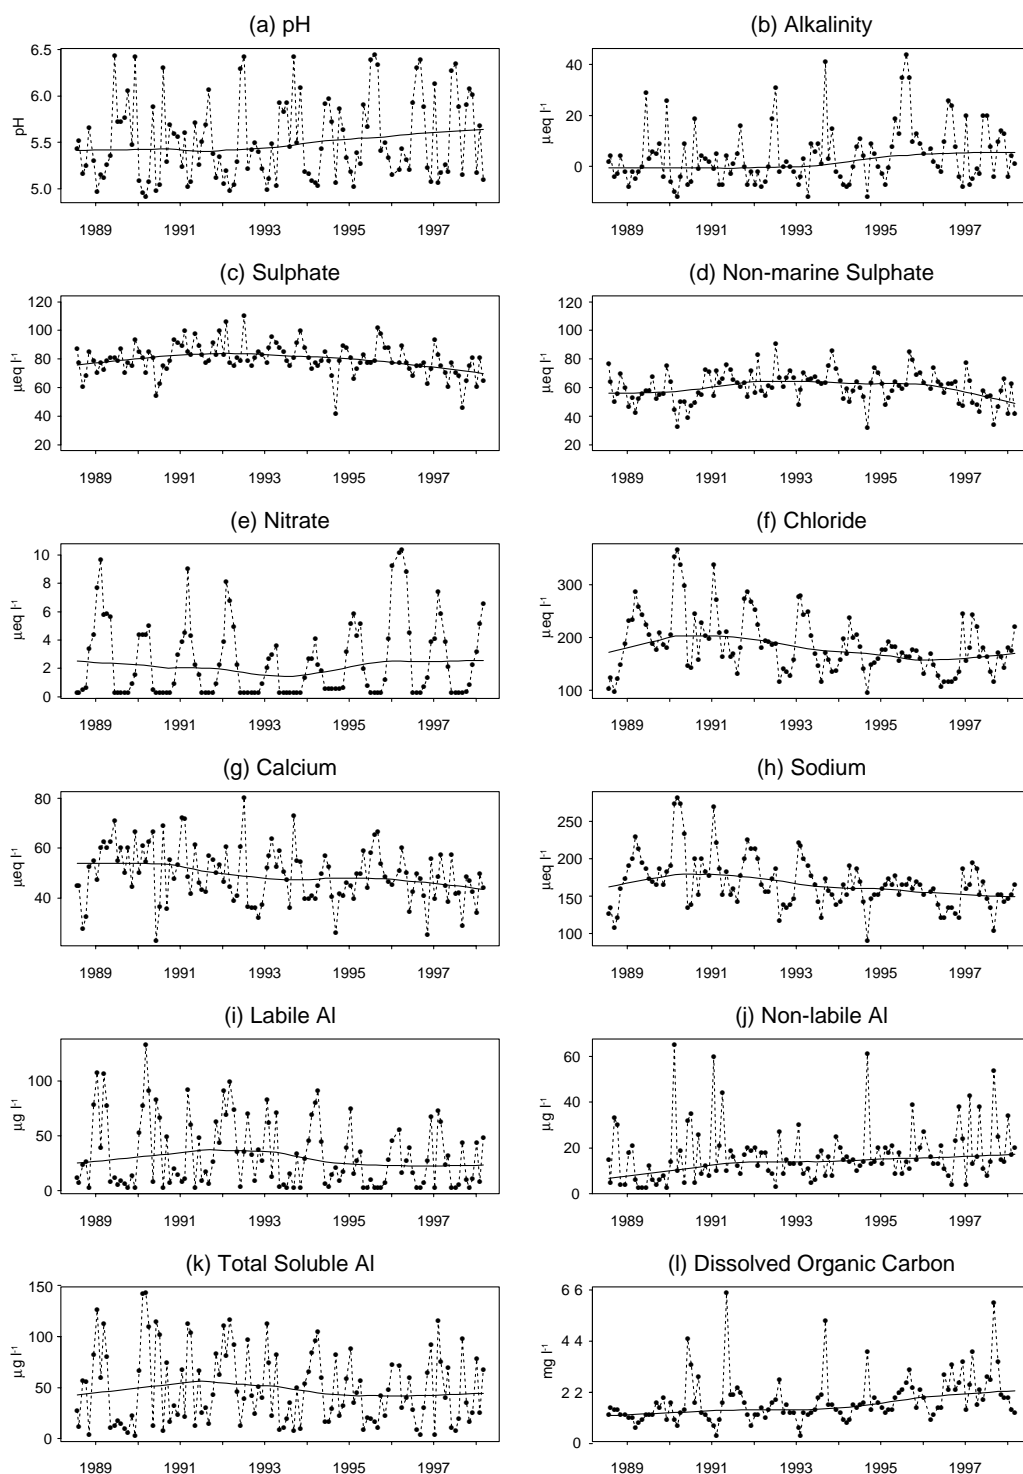 (a) pH
(b) Alkalinity
pH
6.5
6.0
5.5
5.0
µeq l-1
40
20
0
1989 1991 1993 1995 1997
1989 1991 1993 1995 1997
(c) Sulphate
(d) Non-marine Sulphate
µeq l-1
120
100
80
60
40
20
µeq l-1
120
100
80
60
40
20
1989 1991 1993 1995 1997
1989 1991 1993 1995 1997
(e) Nitrate
(f) Chloride
µeq l-1
10
8
6
4
2
0
µeq l-1
300
200
100
1989 1991 1993 1995 1997
1989 1991 1993 1995 1997
(g) Calcium
(h) Sodium
µeq l-1
80
60
40
µeq l-1
250
200
150
100
1989 1991 1993 1995 1997
1989 1991 1993 1995 1997
(i) Labile Al
(j) Non-labile Al
µg l-1
100
50
0
µg l-1
60
40
20
0
1989 1991 1993 1995 1997
1989 1991 1993 1995 1997
(k) Total Soluble Al
(l) Dissolved Organic Carbon
µg l-1
150
100
50
0
mg l-1
6 6
4 4
2 2
0
1989 1991 1993 1995 1997
1989 1991 1993 1995 1997